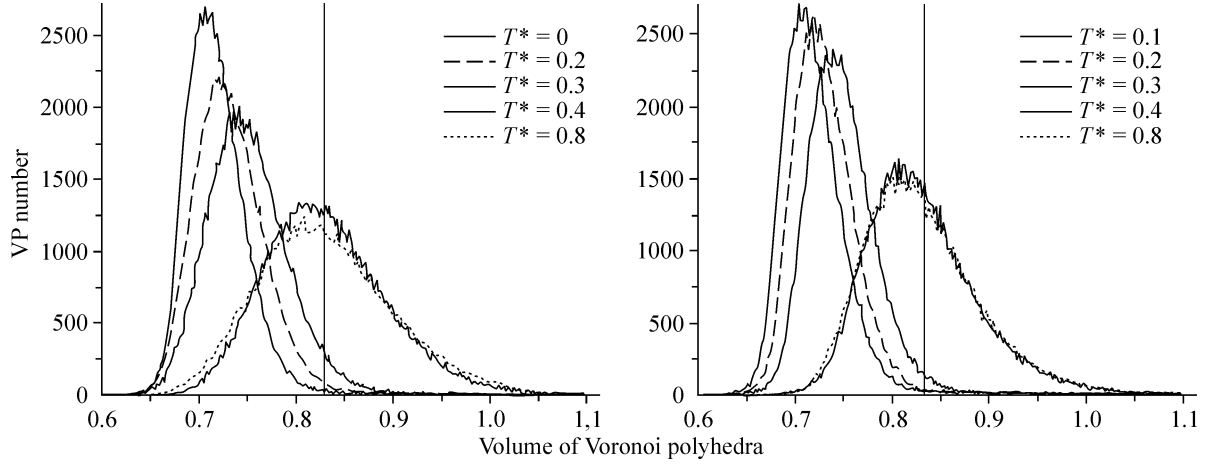 VP number
2500
2000
1500
1000
500
0
T* = 0
T* = 0.2
T* = 0.3
T* = 0.4
T* = 0.8
0.6 0.7 0.8 0.9 1.0 1,1
2500
2000
1500
1000
500
0
T* = 0.1
T* = 0.2
T* = 0.3
T* = 0.4
T* = 0.8
0.6 0.7 0.8 0.9 1.0 1.1
Volume of Voronoi polyhedra